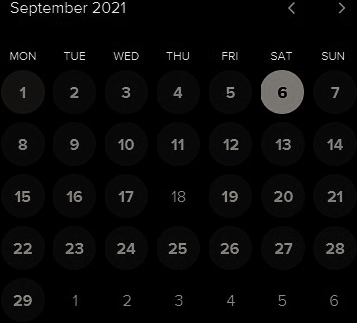 September 2021
MON TUE WED THU FRI SAT SUN
1 2 3 4 5 6 7
8 9 10 11 12 13 14
15 16 17 18 19 20 21
22 23 24 25 26 27 28
29 1 2 3 4 5 6